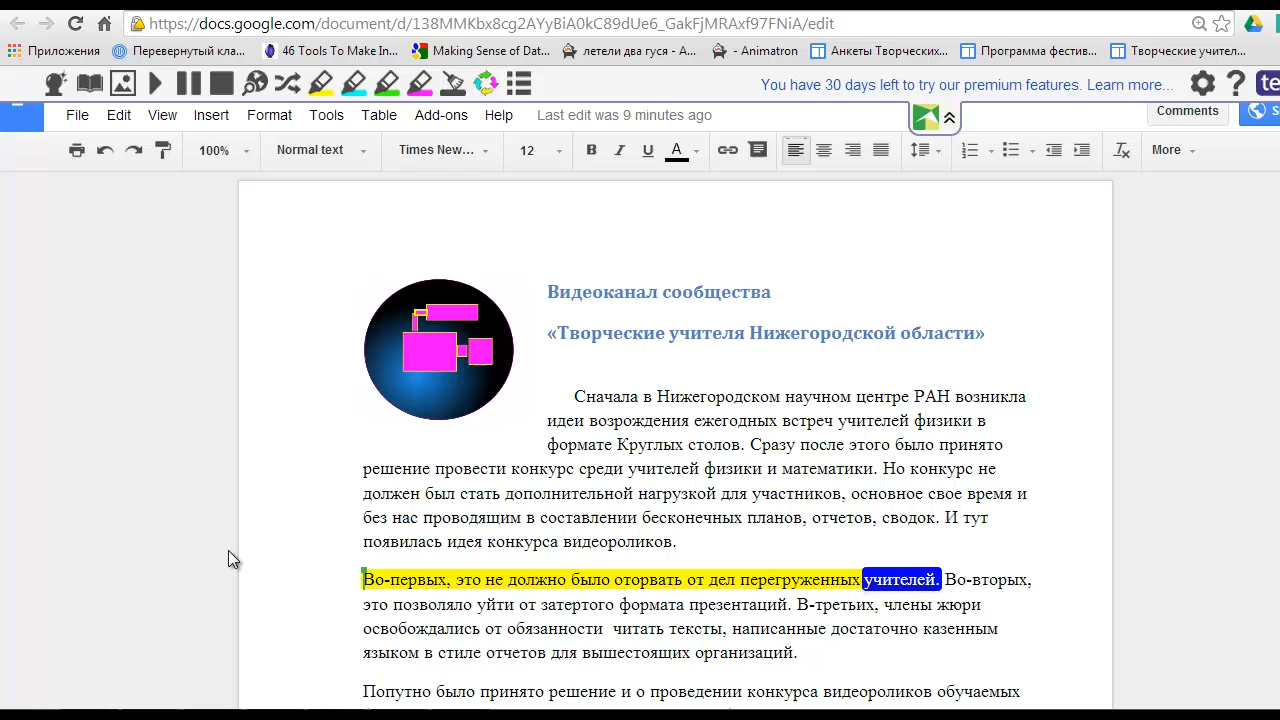 https://docs.google.com/document/d/138MMKbx8cg2AYvBiA0kC89dUe6_GakFjMRAxf97FNiA/edit
Приложения Перевернутый кла... 46 Tools To Make In... Making Sense of Dat... летели два гуся - А... - Animatron Анкеты Творческих... Программа фестив... Творческие учител...
You have 30 days left to try our premium features. Learn more...
File Edit View Insert Format Tools Table Add-ons Help Last edit was 9 minutes ago Comments
100% Normal text Times New... 12 B I U A More
Видеоканал сообщества
«Творческие учителя Нижегородской области»
Сначала в Нижегородском научном центре РАН возникла
идеи возрождения ежегодных встреч учителей физики в
формате Круглых столов. Сразу после этого было принято
решение провести конкурс среди учителей физики и математики. Но конкурс не
должен был стать дополнительной нагрузкой для участников, основное свое время и
без нас проводящим в составлении бесконечных планов, отчетов, сводок. И тут
появилась идея конкурса видеороликов.
Во-первых, это не должно было оторвать от дел перегруженных учителей. Во-вторых,
это позволяло уйти от затертого формата презентаций. В-третьих, члены жюри
освобождались от обязанности читать тексты, написанные достаточно казенным
языком в стиле отчетов для вышестоящих организаций.
Попутно было принято решение и о проведении конкурса видеороликов обучаемых